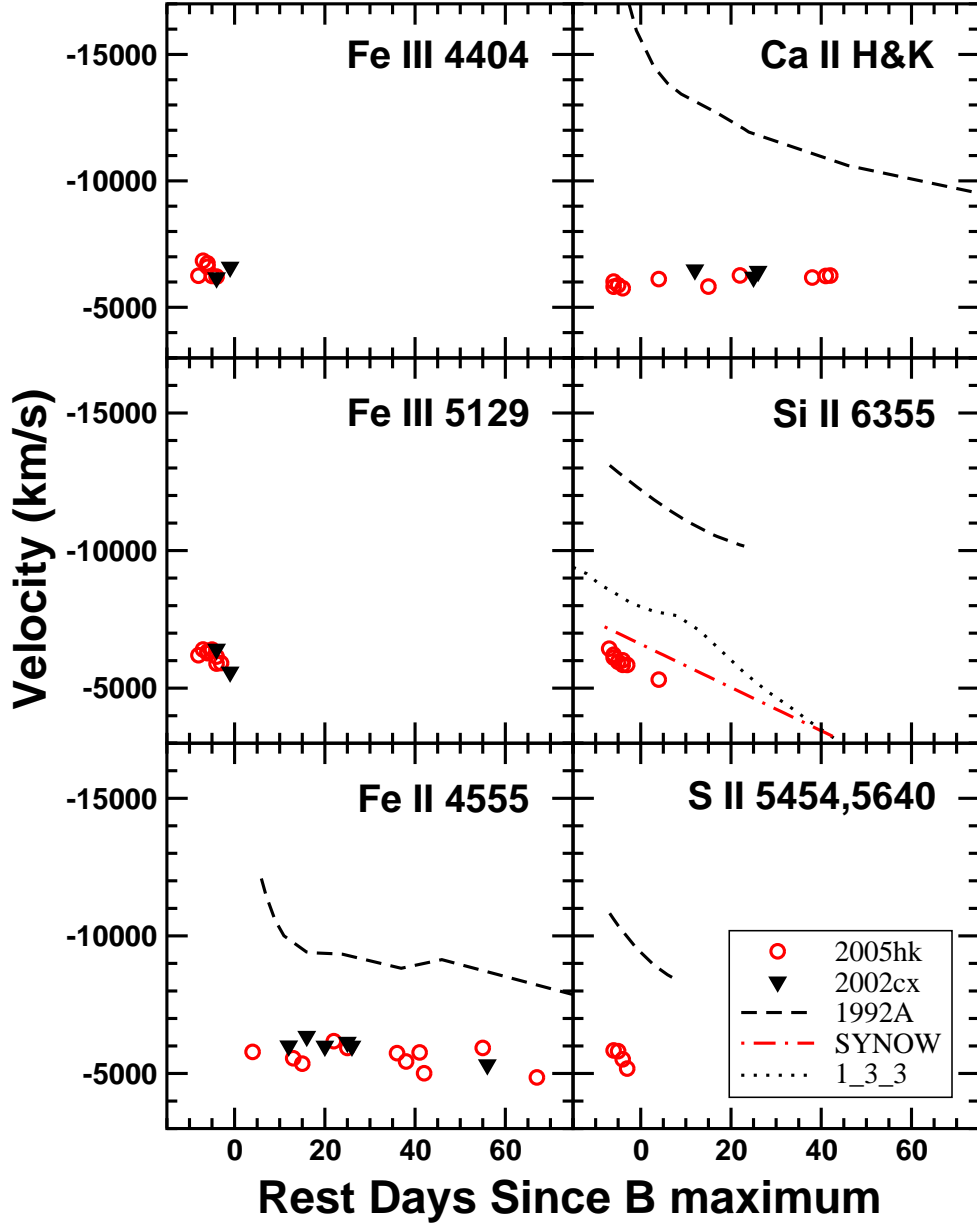 Fe III 4404
Ca II H&K
-15000
-10000
-5000
Fe III 5129
Si II 6355
-15000
-10000
-5000
Fe II 4555
S II 5454,5640
-15000
-10000
-5000
Velocity (km/s)
2005hk
2002cx
1992A
SYNOW
1_3_3
0 20 40 60 0 20 40 60
Rest Days Since B maximum